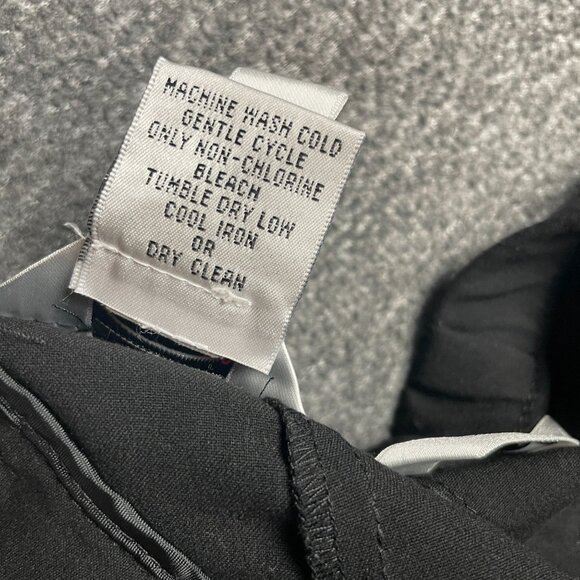 MACHINE WASH COLD
GENTLE CYCLE
ONLY NON-CHLORINE
BLEACH
TUMBLE DRY LOW
COOL IRON
OR
DRY CLEAN